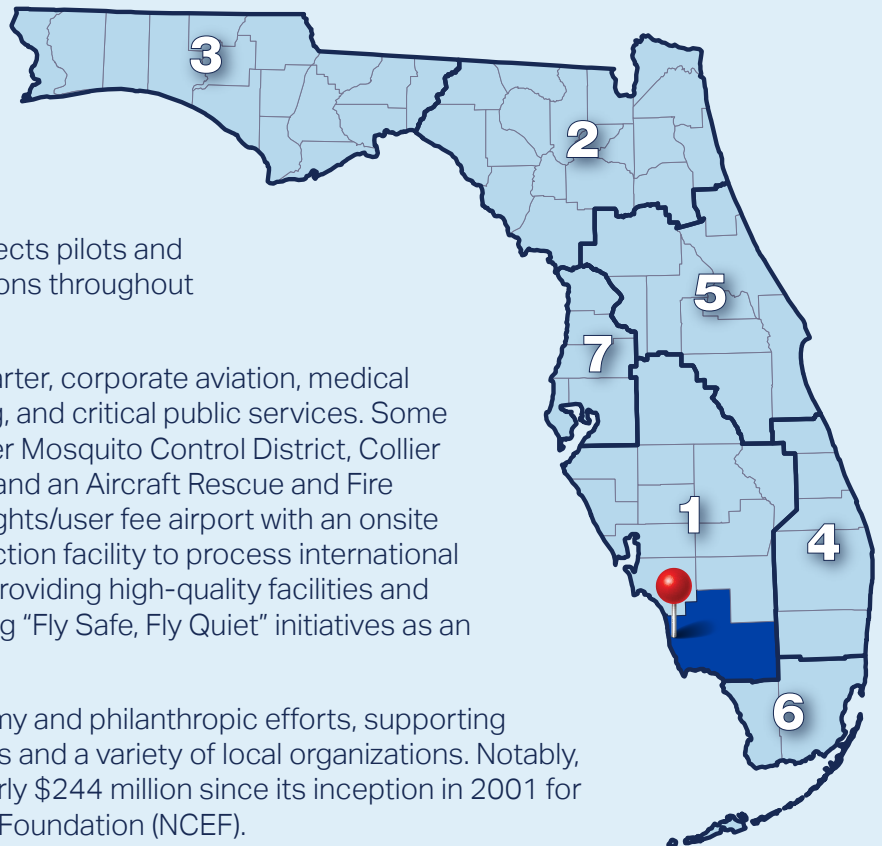 3
2
ects pilots and
ons throughout
5
7
arter, corporate aviation, medical
g, and critical public services. Some
er Mosquito Control District, Collier
and an Aircraft Rescue and Fire
ghts/user fee airport with an onsite
ction facility to process international
roviding high-quality facilities and
g “Fly Safe, Fly Quiet” initiatives as an
1
4
my and philanthropic efforts, supporting
s and a variety of local organizations. Notably,
rly $244 million since its inception in 2001 for
Foundation (NCEF).
6